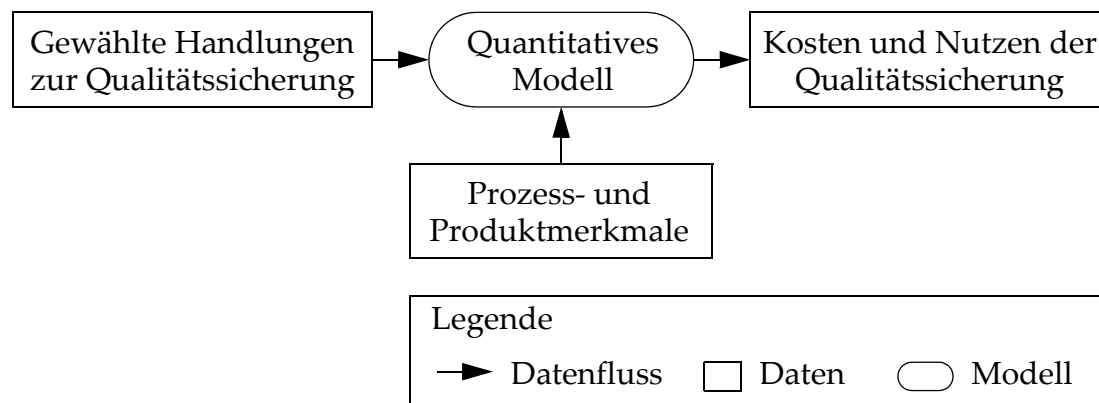 Gewählte Handlungen
zur Qualitätssicherung
Quantitatives
Modell
Kosten und Nutzen der
Qualitätssicherung
Prozess- und
Produktmerkmale
Legende
Datenfluss
Daten
Modell